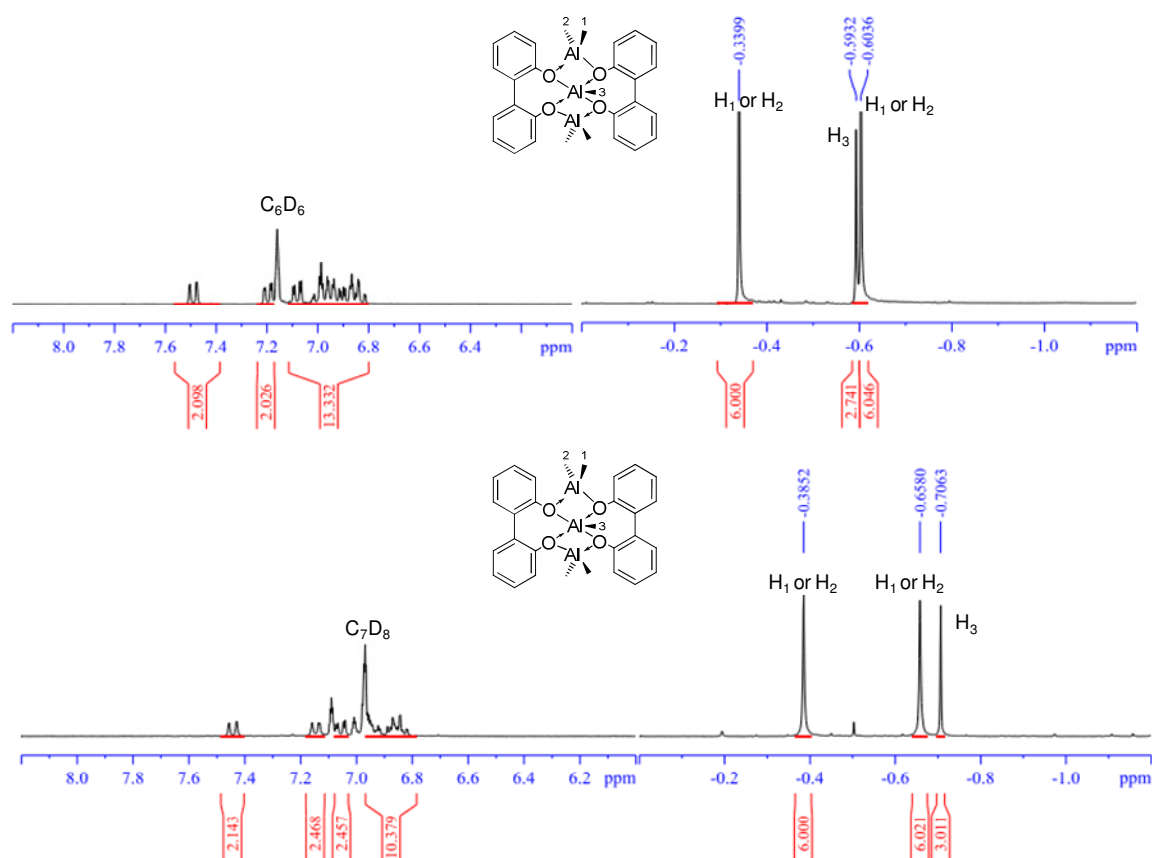 2 1
Al
O O
Al 3
O O
Al
-0.3399
-0.5932
-0.6036
H1 or H2
H3
H1 or H2
C6D6
8.0 7.8 7.6 7.4 7.2 7.0 6.8 6.6 6.4 ppm
-0.2 -0.4 -0.6 -0.8 -1.0 ppm
2.098
2.026
13.332
6.000
2.741
6.046
2 1
Al
O O
Al 3
O O
Al
-0.3852
-0.6580
-0.7063
H1 or H2
H1 or H2
H3
C7D8
8.0 7.8 7.6 7.4 7.2 7.0 6.8 6.6 6.4 6.2 ppm
-0.2 -0.4 -0.6 -0.8 -1.0 ppm
2.143
2.468
2.457
10.379
6.000
6.021
3.011